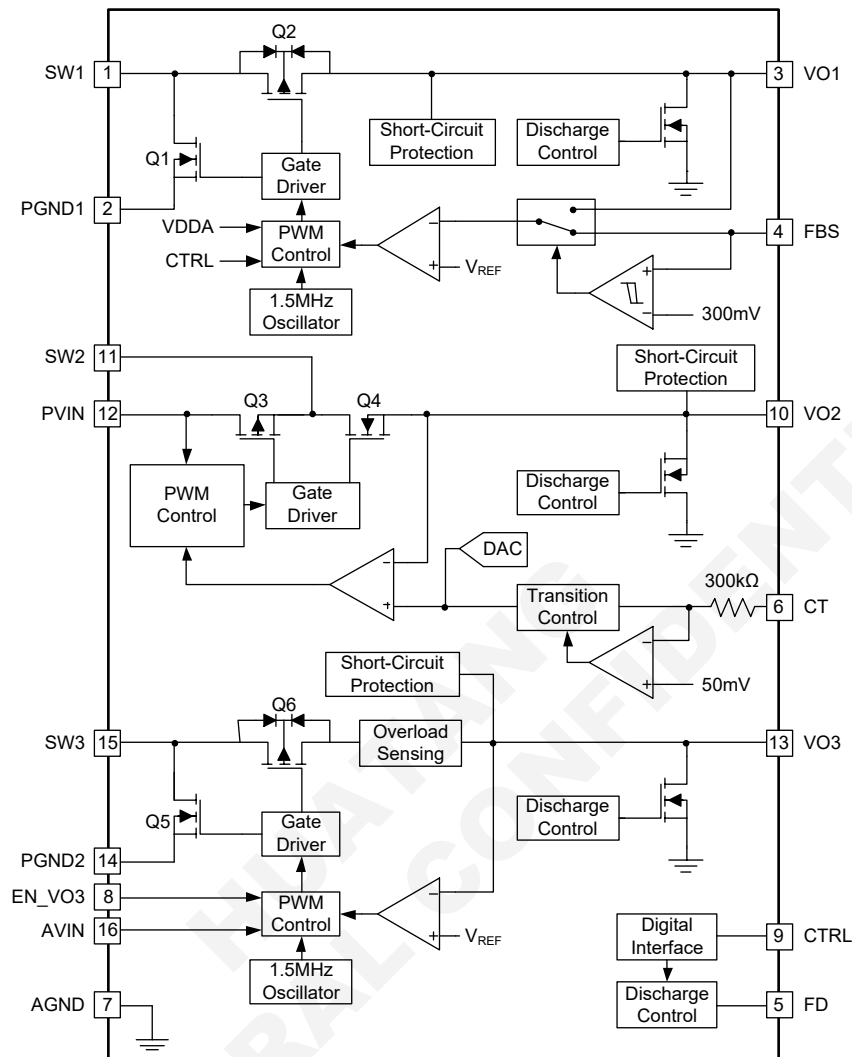 Q2
SW1 1
3 VO1
Short-Circuit
Protection
Discharge
Control
Q1
Gate
Driver
PGND1 2
VDDA
PWM
Control
CTRL
−
+
VREF
4 FBS
+
−
300mV
1.5MHz
Oscillator
SW2 11
Short-Circuit
Protection
PVIN 12
Q3
Q4
10 VO2
PWM
Control
Gate
Driver
Discharge
Control
DAC
−
+
Transition
Control
300kΩ
6 CT
−
+
50mV
Short-Circuit
Protection
Q6
SW3 15
Overload
Sensing
13 VO3
Q5
Gate
Driver
Discharge
Control
PGND2 14
EN_VO3 8
PWM
Control
AVIN 16
−
+
VREF
1.5MHz
Oscillator
Digital
Interface
9 CTRL
AGND 7
Discharge
Control
5 FD
HUATANG
RAL CONFIDENTI